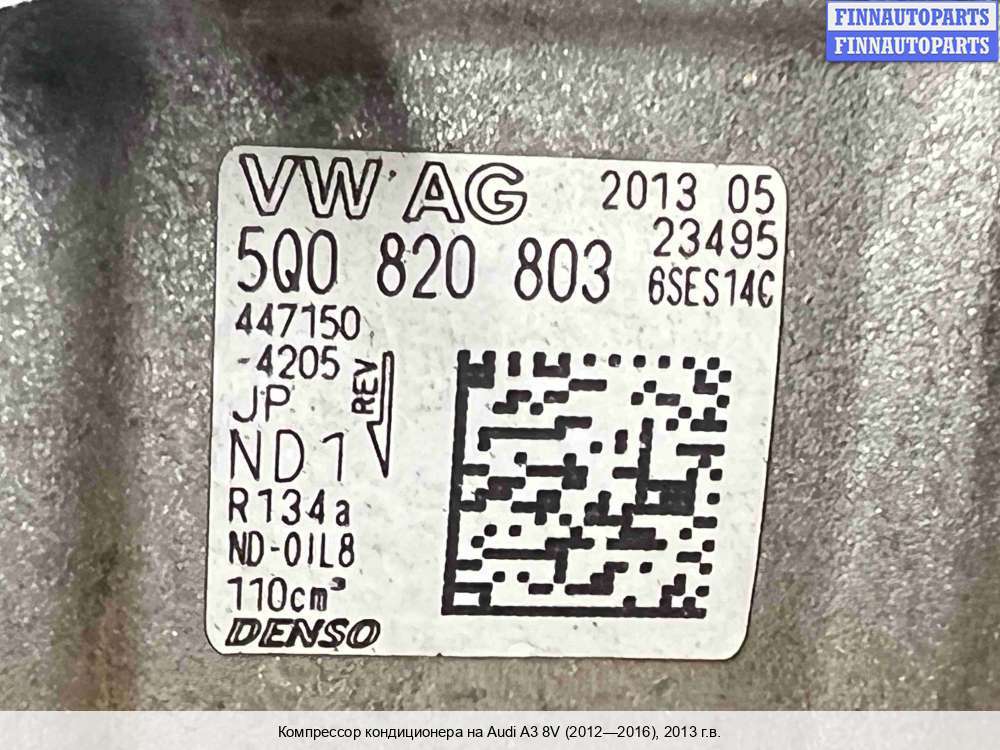 FINNAUTOPARTS
FINNAUTOPARTS
VW AG
2013 05
23495
5Q0 820 803
6SES14C
447150
-4205
REV
JP
ND1
R134a
ND-OIL8
110cm³
DENSO
Компрессор кондиционера на Audi A3 8V (2012—2016), 2013 г.в.